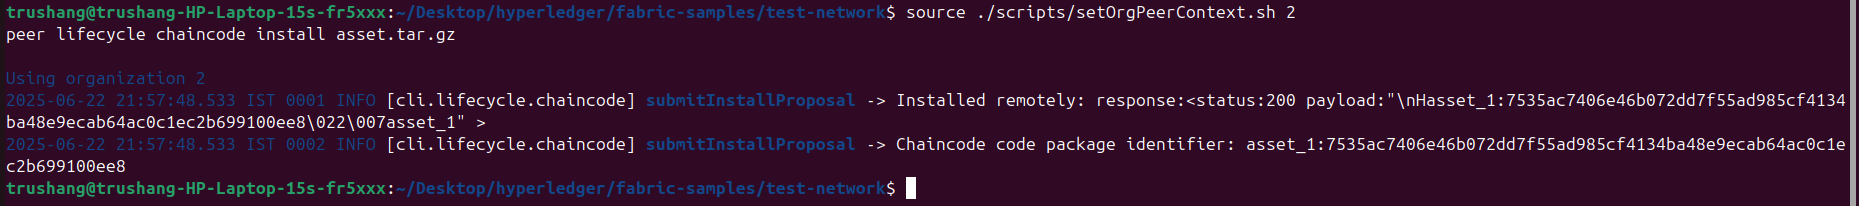 trushang@trushang-HP-Laptop-15s-fr5xxx:~/Desktop/hyperledger/fabric-samples/test-network$ source ./scripts/setOrgPeerContext.sh 2
peer lifecycle chaincode install asset.tar.gz
Using organization 2
2025-06-22 21:57:48.533 IST 0001 INFO [cli.lifecycle.chaincode] submitInstallProposal -> Installed remotely: response:<status:200 payload:"\nHasset_1:7535ac7406e46b072dd7f55ad985cf4134
ba48e9ecab64ac0c1ec2b699100ee8\022\007asset_1" >
2025-06-22 21:57:48.533 IST 0002 INFO [cli.lifecycle.chaincode] submitInstallProposal -> Chaincode code package identifier: asset_1:7535ac7406e46b072dd7f55ad985cf4134ba48e9ecab64ac0c1e
c2b699100ee8
trushang@trushang-HP-Laptop-15s-fr5xxx:~/Desktop/hyperledger/fabric-samples/test-network$